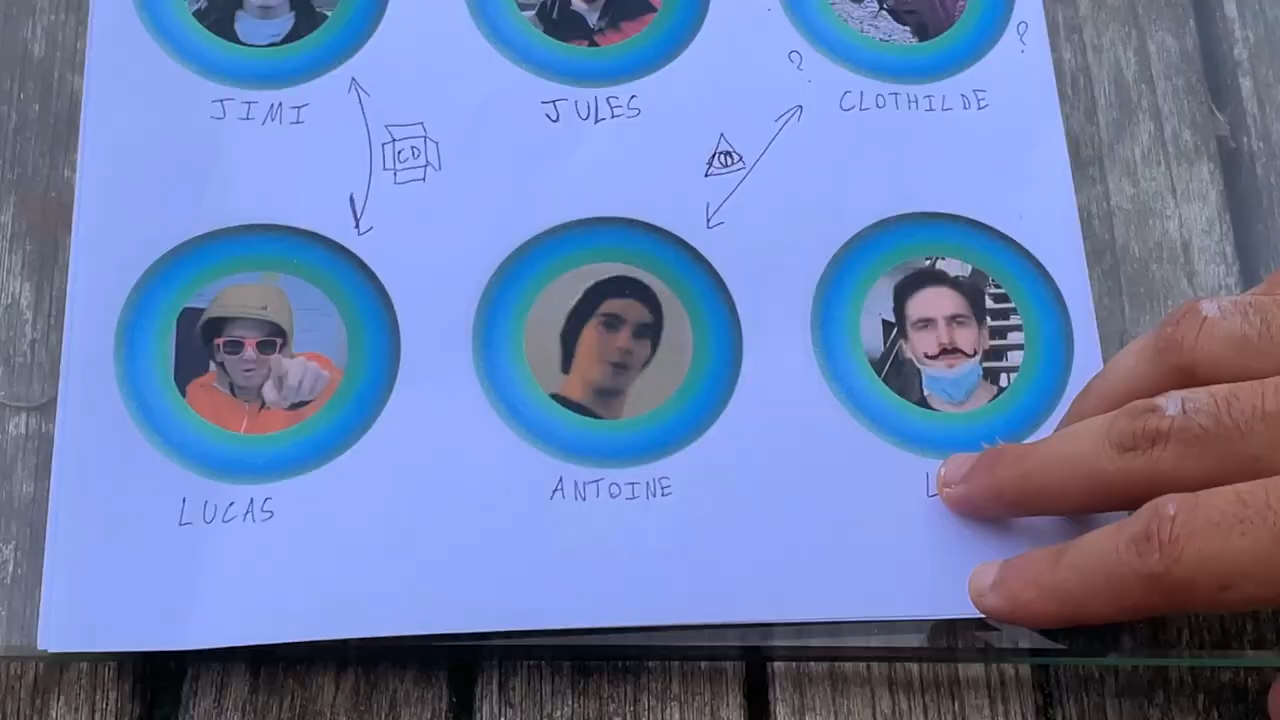 ?
?
JIMI
JULES
CLOTHILDE
CD
LUCAS
ANTOINE
L